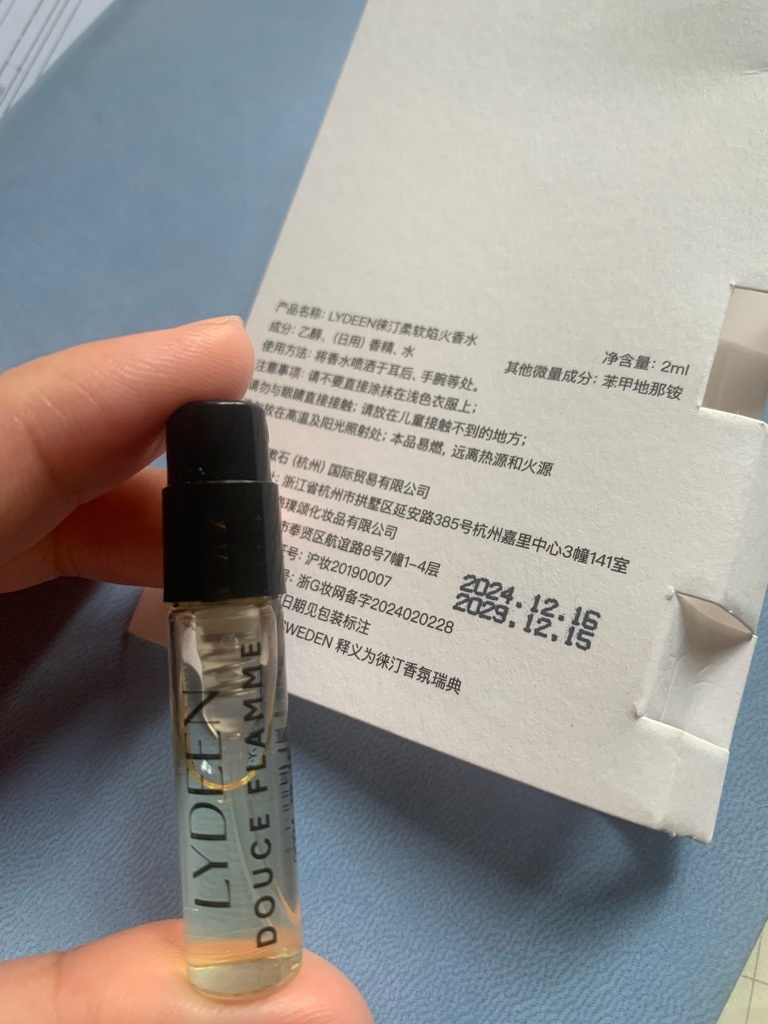 产品名称: LYDEEN徕汀柔软焰火香水
成分: 乙醇、(日用) 香精、水
使用方法: 将香水喷洒于耳后、手腕等处。
注意事项: 请不要直接涂抹在浅色衣服上;
请勿与眼睛直接接触; 请放在儿童接触不到的地方;
放在高温及阳光照射处; 本品易燃, 远离热源和火源
净含量: 2ml
其他微量成分: 苯甲地那铵
石 (杭州) 国际贸易有限公司
: 浙江省杭州市拱墅区延安路385号杭州嘉里中心3幢141室
璞颂化妆品有限公司
市奉贤区航谊路8号7幢1-4层
证号: 沪妆20190007
号: 浙G妆网备字2024020228
日期见包装标注
SWEDEN 释义为徕汀香氛瑞典
2024.12.16
2029.12.15
LYDEEN
DOUCE FLAMME